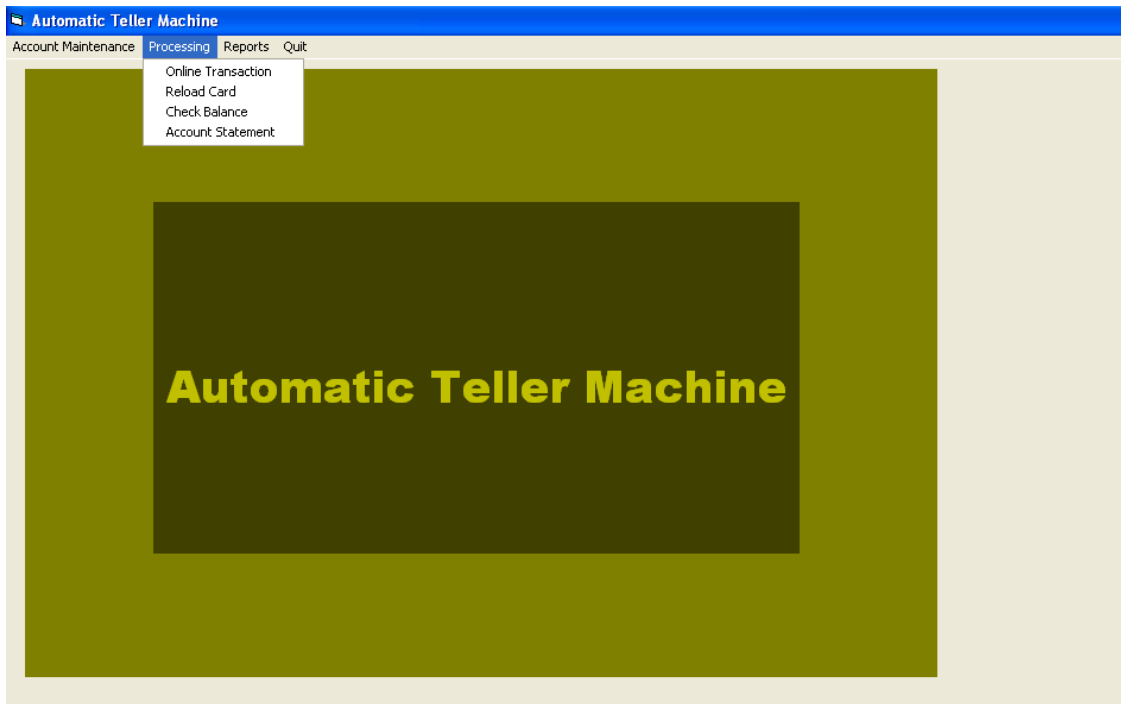 Automatic Teller Machine
Account Maintenance Processing Reports Quit
Online Transaction
Reload Card
Check Balance
Account Statement
Automatic Teller Machine